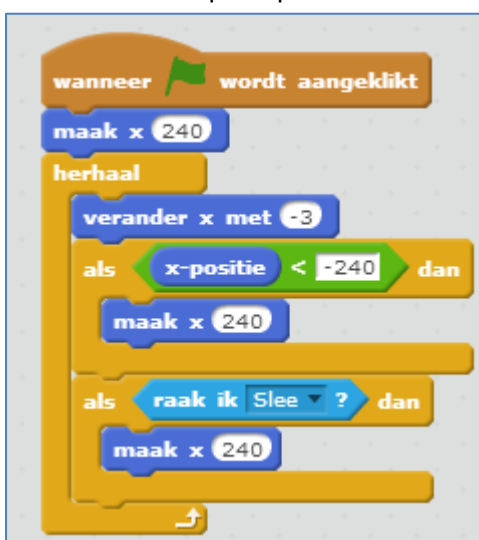 wanneer wordt aangeklikt
maak x 240
herhaal
verander x met -3
als x-positie < -240 dan
maak x 240
als raak ik Slee ? dan
maak x 240